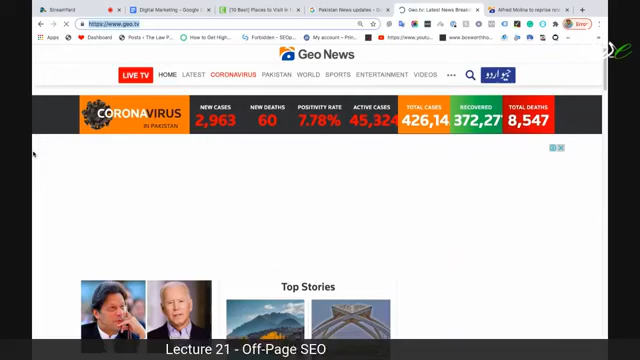 StreamYard
Digital Marketing - Google
[10 Best] Places to Visit in
Pakistan News updates - G
Geo.tv: Latest News Break
Alfred Molina to reprise
https://www.geo.tv
Error
Apps
Dashboard
Posts ‹ The Law P
How to Get High
Forbidden - SEOp
My account – Prin
https://www.youtu
www.bosworthho
Geo News
LIVE TV HOME LATEST CORONAVIRUS PAKISTAN WORLD SPORTS ENTERTAINMENT VIDEOS
جیو اردو
NEW CASES NEW DEATHS POSITIVITY RATE ACTIVE CASES TOTAL CASES RECOVERED TOTAL DEATHS
CORONAVIRUS
2,963 60 7.78% 45,324 426,14 372,27 8,547
IN PAKISTAN
Top Stories
Lecture 21 - Off-Page SEO